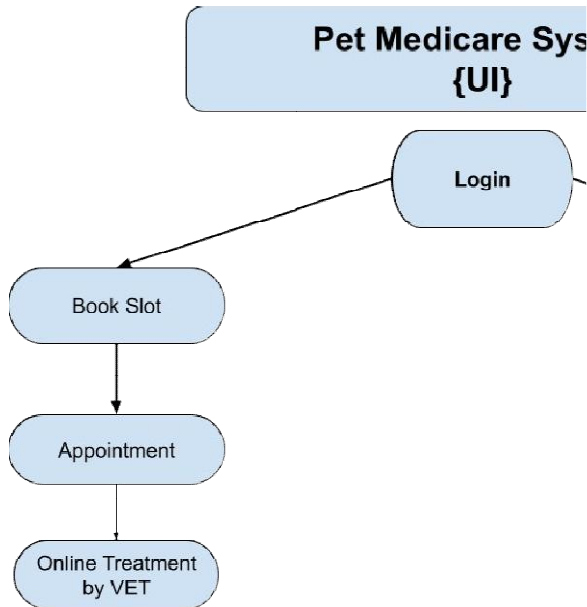 Pet Medicare Sys
{UI}
Login
Book Slot
Appointment
Online Treatment
by VET